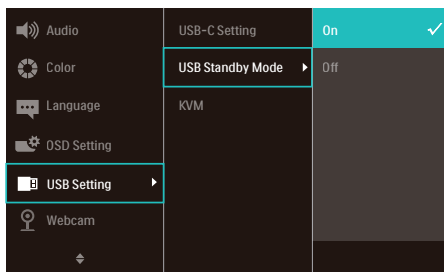 Audio
Color
Language
OSD Setting
USB Setting
Webcam
USB-C Setting
USB Standby Mode
KVM
On
Off